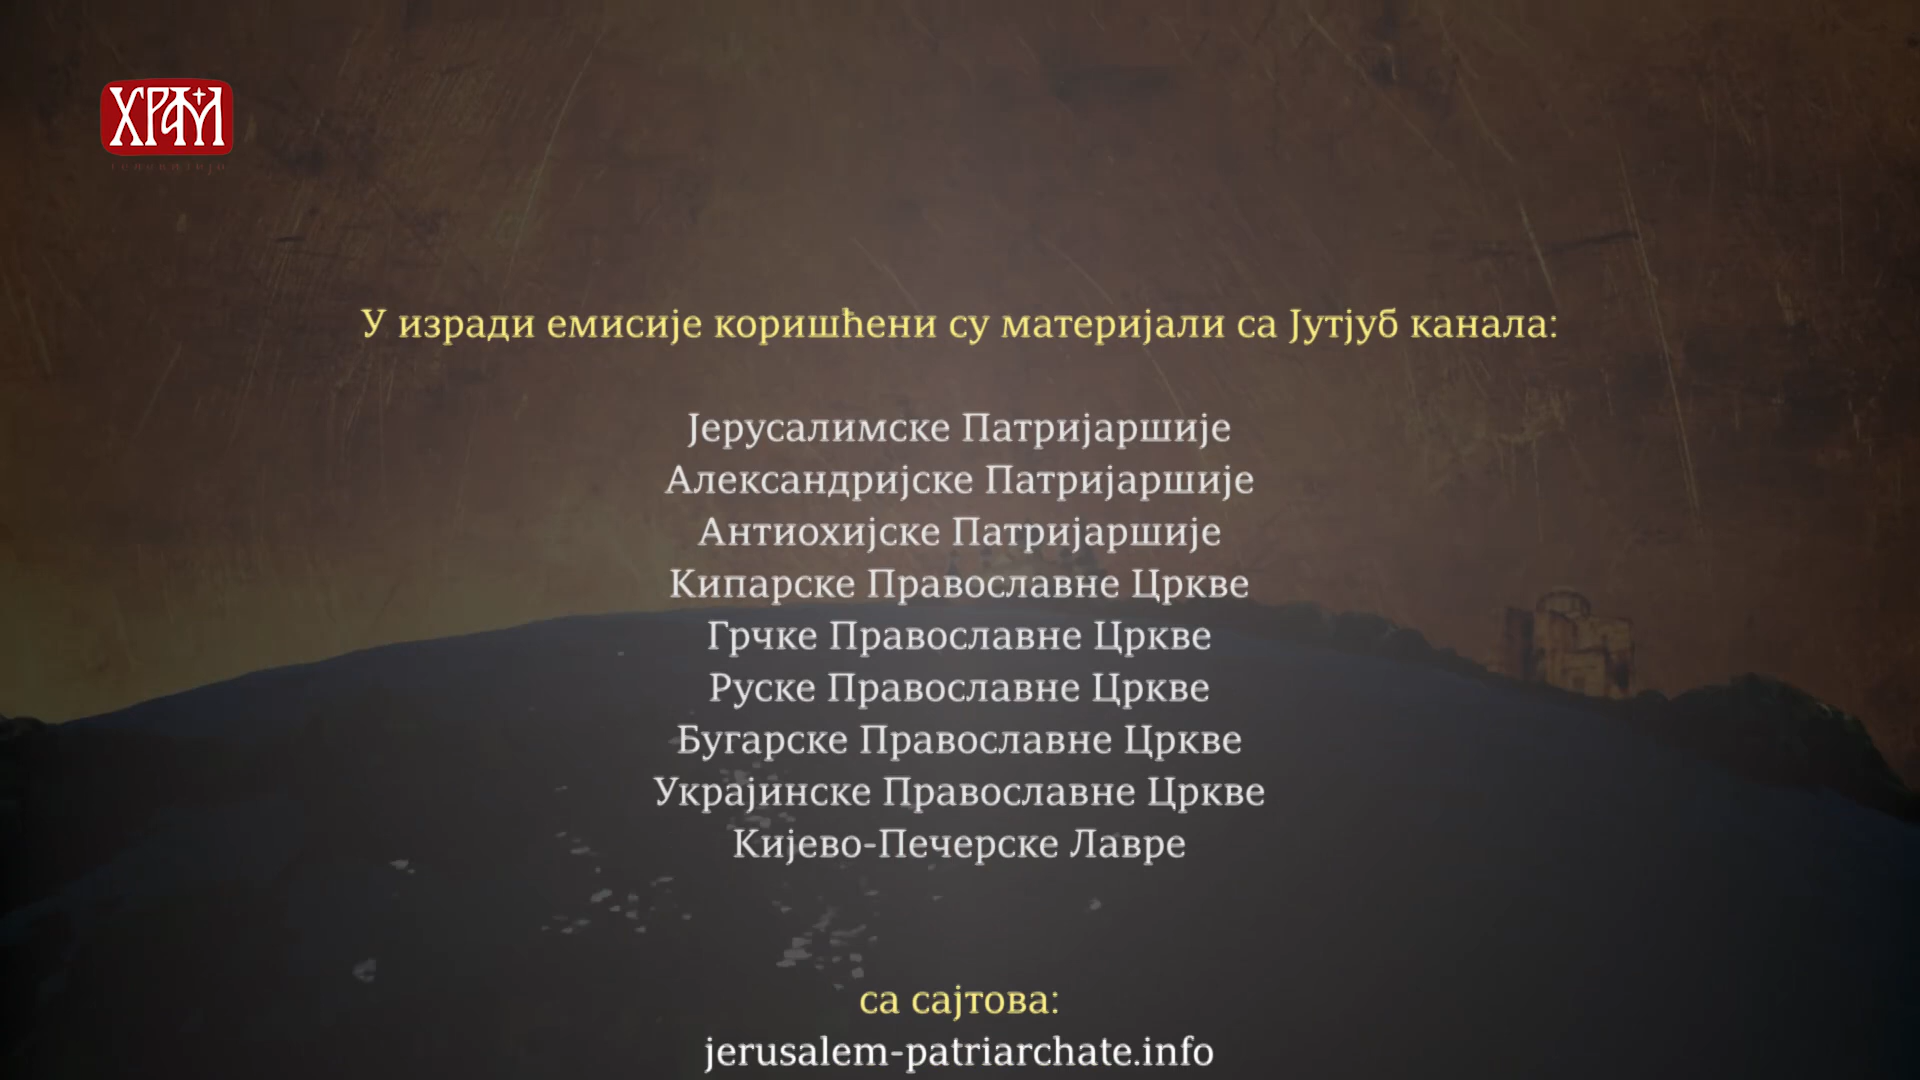 ХРАМ
телевизија
У изради емисије коришћени су материјали са Јутјуб канала:
Јерусалимске Патријаршије
Александријске Патријаршије
Антиохијске Патријаршије
Кипарске Православне Цркве
Грчке Православне Цркве
Руске Православне Цркве
Бугарске Православне Цркве
Украјинске Православне Цркве
Кијево-Печерске Лавре
са сајтова:
jerusalem-patriarchate.info